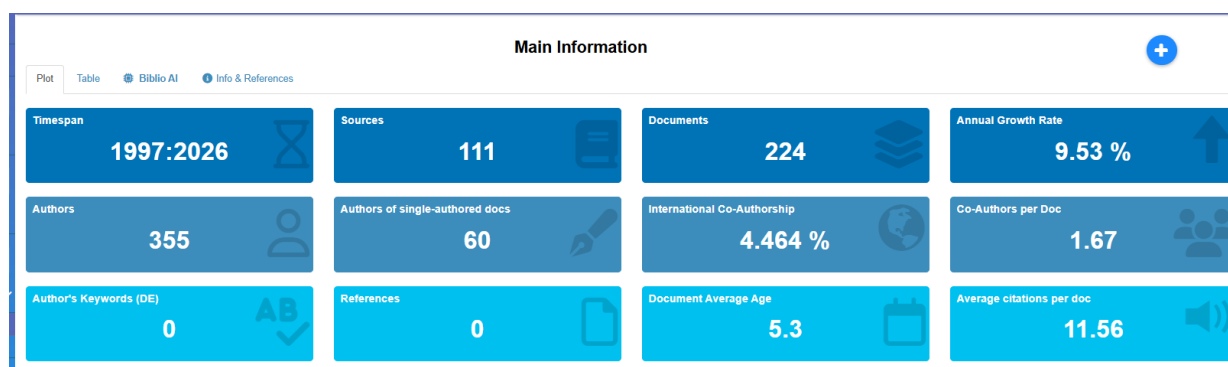 Main Information
Plot Table Biblio AI Info & References
Timespan Sources Documents Annual Growth Rate
1997:2026 111 224 9.53 %
Authors Authors of single-authored docs International Co-Authorship Co-Authors per Doc
355 60 4.464 % 1.67
Author's Keywords (DE) References Document Average Age Average citations per doc
AB
0 0 5.3 11.56